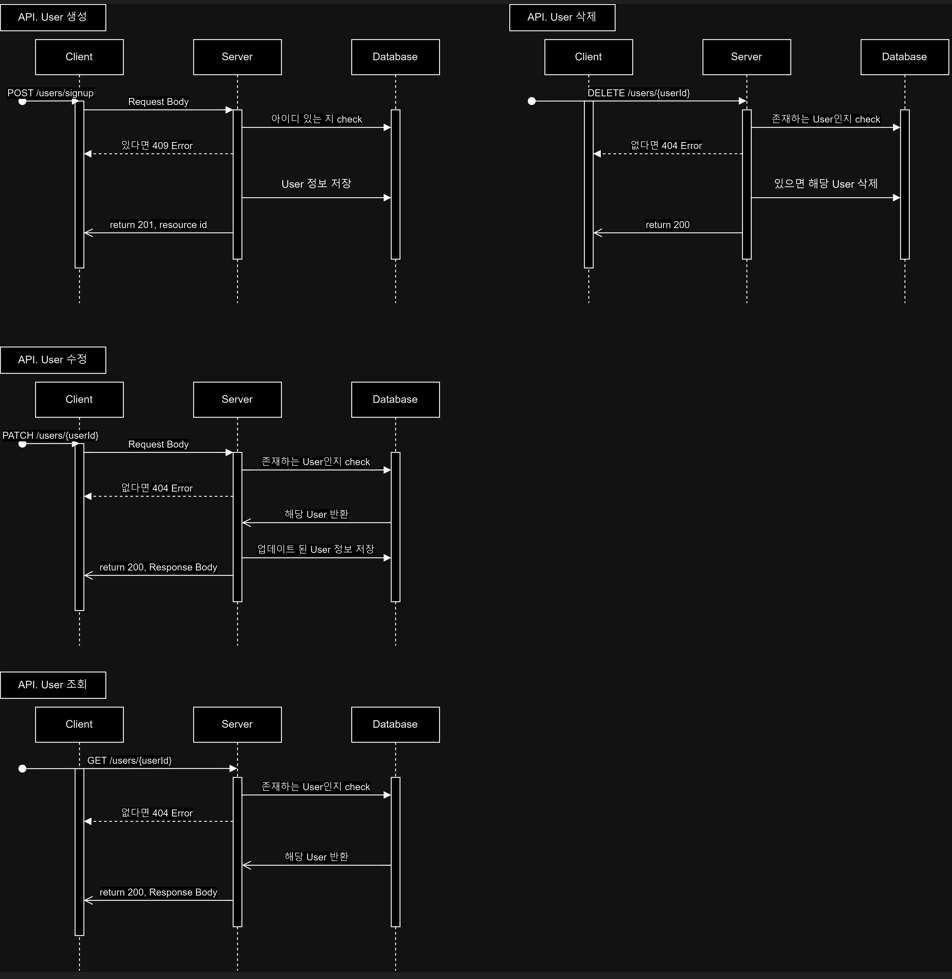 API. User 생성
Client
Server
Database
POST /users/signup
Request Body
아이디 있는 지 check
있다면 409 Error
User 정보 저장
return 201, resource id
API. User 삭제
Client
Server
Database
DELETE /users/{userId}
존재하는 User인지 check
없다면 404 Error
있으면 해당 User 삭제
return 200
API. User 수정
Client
Server
Database
PATCH /users/{userId}
Request Body
존재하는 User인지 check
없다면 404 Error
해당 User 반환
업데이트 된 User 정보 저장
return 200, Response Body
API. User 조회
Client
Server
Database
GET /users/{userId}
존재하는 User인지 check
없다면 404 Error
해당 User 반환
return 200, Response Body